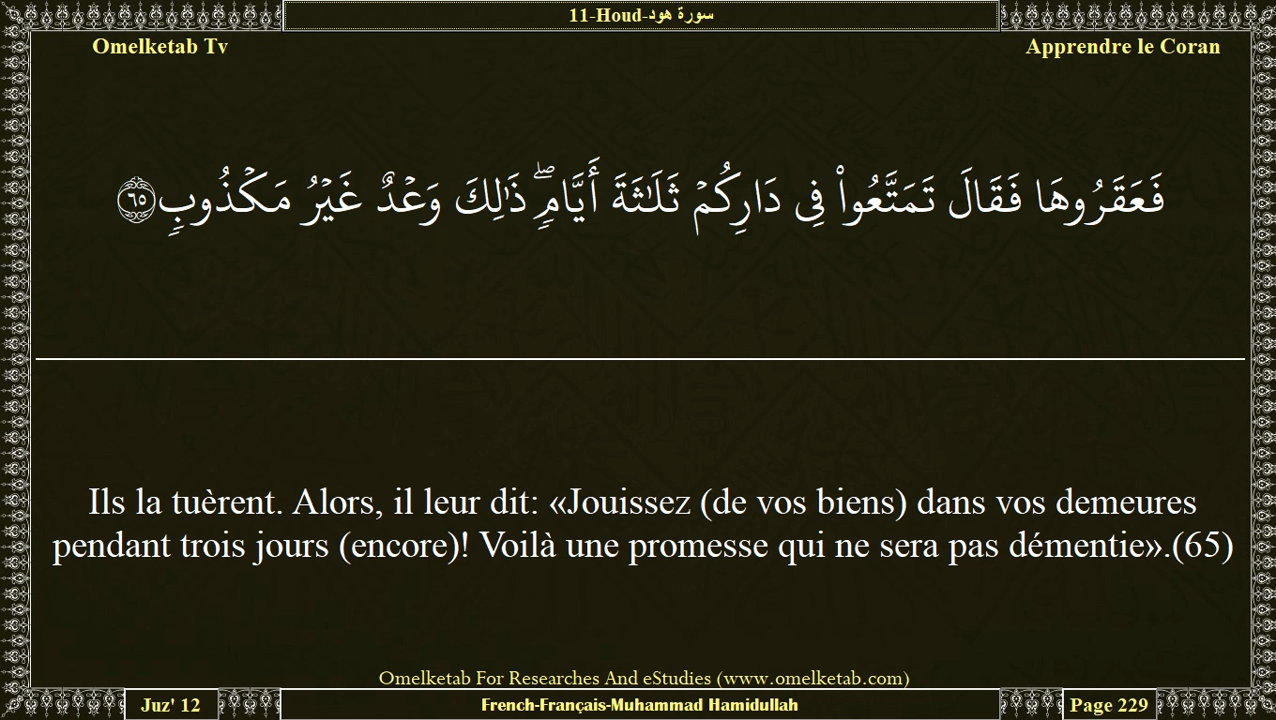 11-Houd-سورة هود
Omelketab Tv
Apprendre le Coran
فَعَقَرُوهَا فَقَالَ تَمَتَّعُوا۟ فِى دَارِكُمْ ثَلَـٰثَةَ أَيَّامٍۢ ۖ ذَٰلِكَ وَعْدٌ غَيْرُ مَكْذُوبٍۢ ٦٥
Ils la tuèrent. Alors, il leur dit: «Jouissez (de vos biens) dans vos demeures
pendant trois jours (encore)! Voilà une promesse qui ne sera pas démentie».(65)
Omelketab For Researches And eStudies (www.omelketab.com)
Juz' 12
French-Français-Muhammad Hamidullah
Page 229